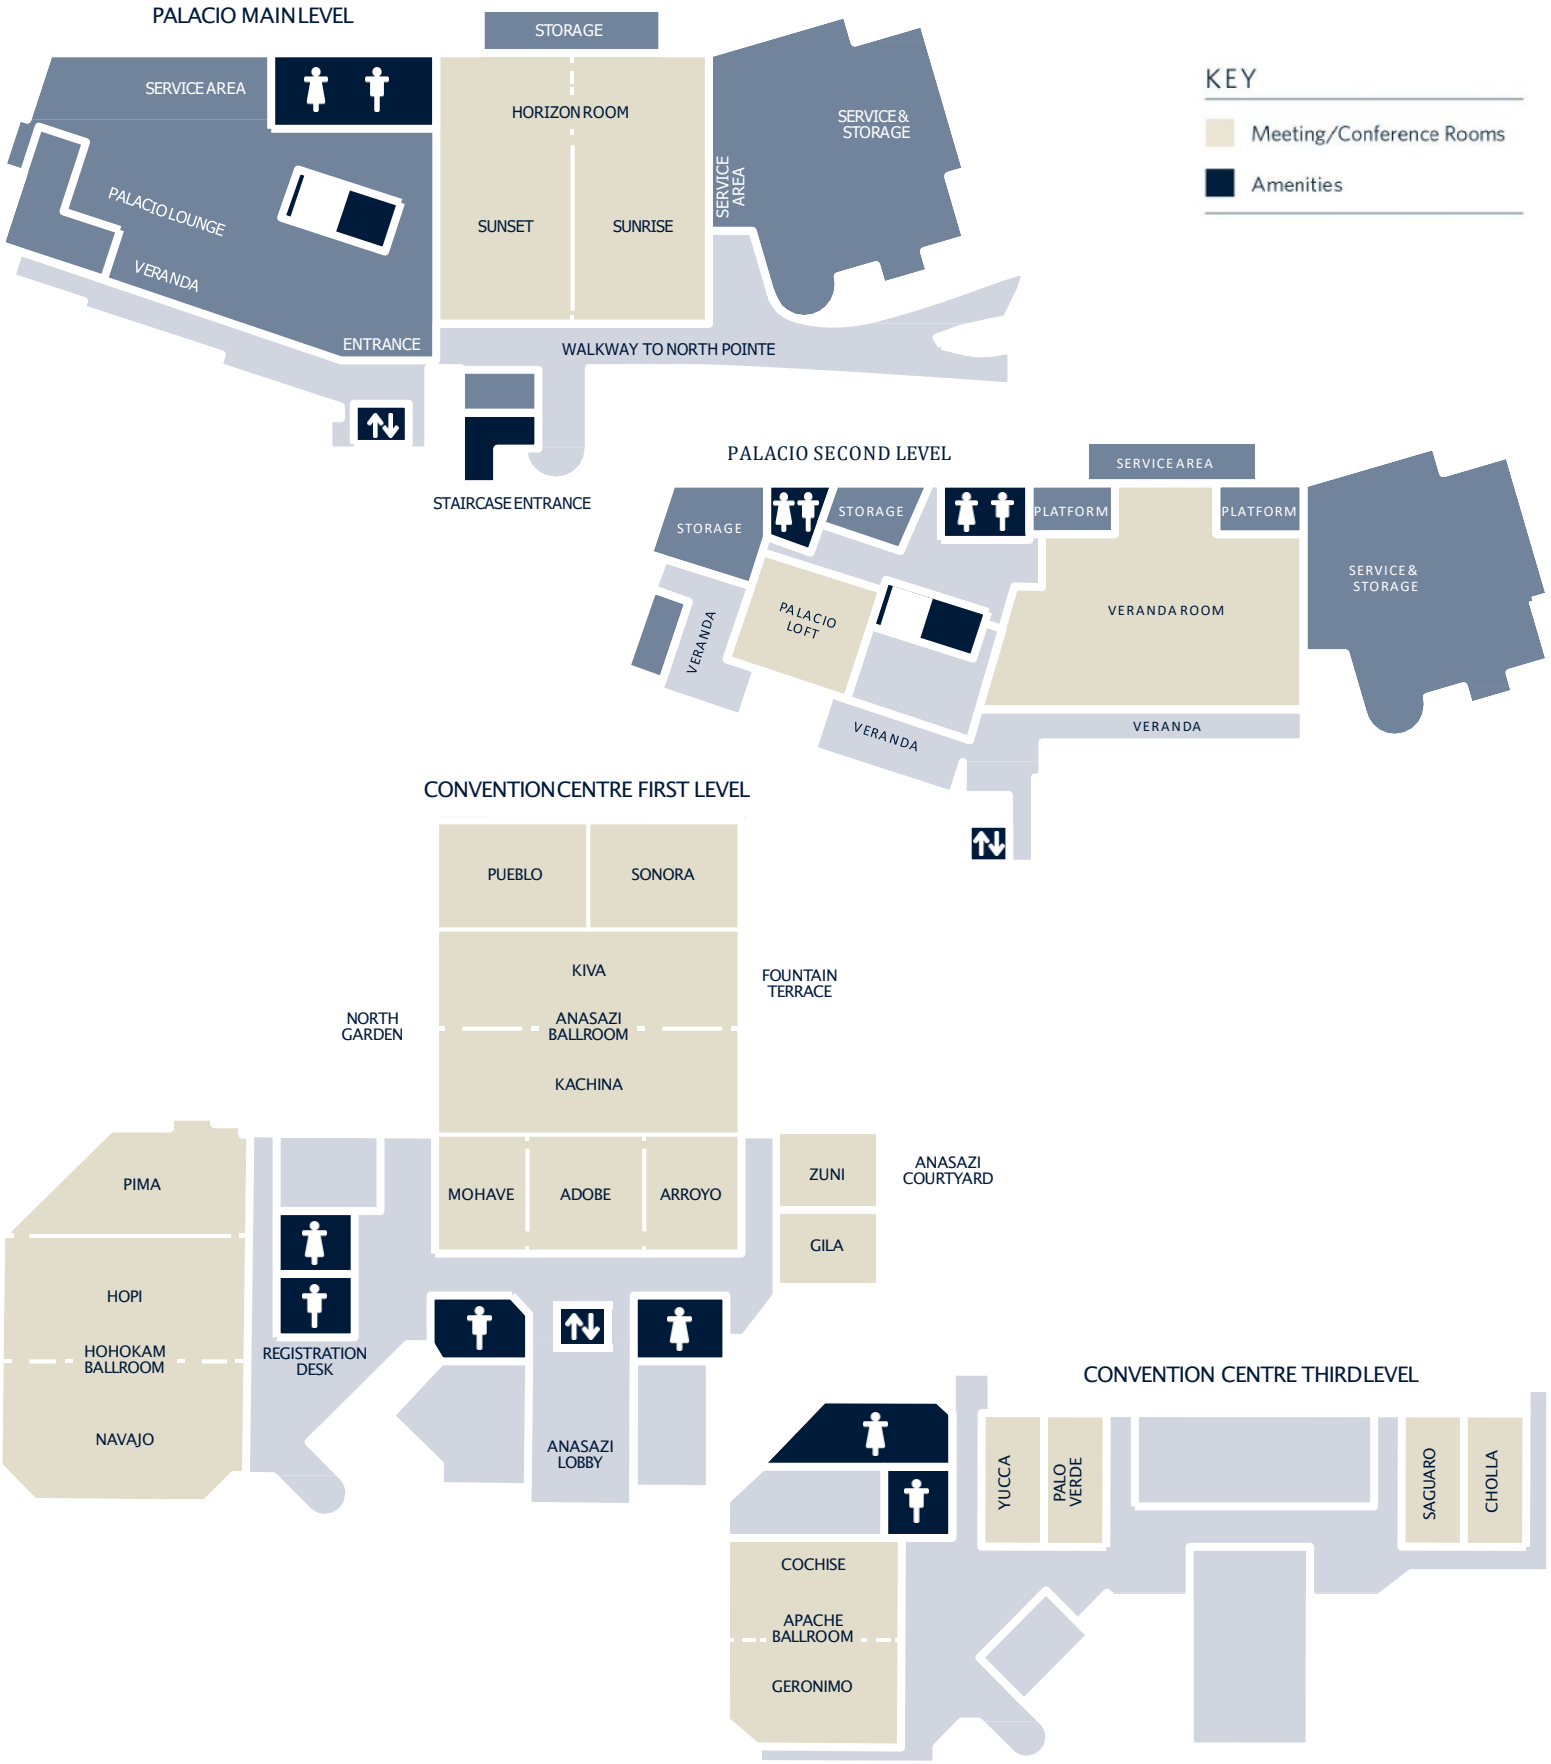 PALACIO MAIN LEVEL
STORAGE
SERVICE AREA
HORIZON ROOM
SERVICE &
STORAGE
SERVICE
AREA
PALACIO LOUNGE
SUNSET
SUNRISE
VERANDA
ENTRANCE
WALKWAY TO NORTH POINTE
STAIRCASE ENTRANCE
KEY
Meeting/Conference Rooms
Amenities
PALACIO SECOND LEVEL
SERVICE AREA
STORAGE
STORAGE
PLATFORM
PLATFORM
SERVICE &
STORAGE
PALACIO
LOFT
VERANDA ROOM
VERANDA
VERANDA
VERANDA
CONVENTION CENTRE FIRST LEVEL
PUEBLO
SONORA
KIVA
FOUNTAIN
TERRACE
NORTH
GARDEN
ANASAZI
BALLROOM
KACHINA
PIMA
MOHAVE
ADOBE
ARROYO
ZUNI
ANASAZI
COURTYARD
GILA
HOPI
HOHOKAM
BALLROOM
REGISTRATION
DESK
NAVAJO
ANASAZI
LOBBY
CONVENTION CENTRE THIRD LEVEL
YUCCA
PALO
VERDE
SAGUARO
CHOLLA
COCHISE
APACHE
BALLROOM
GERONIMO